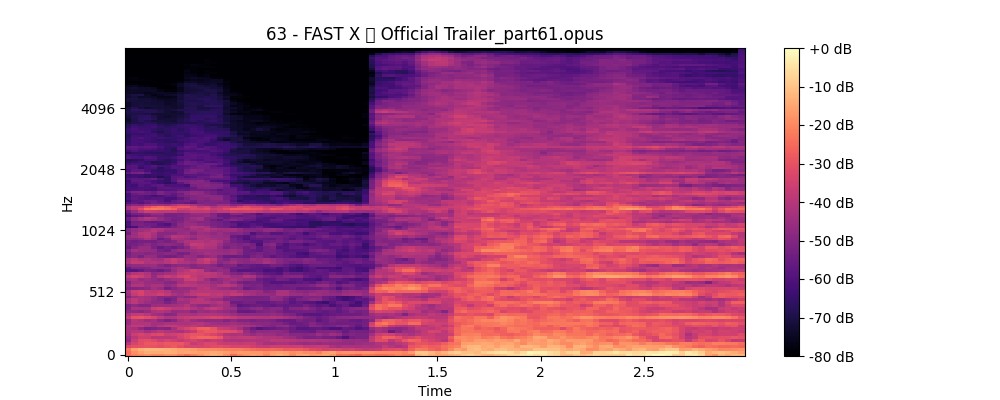 63 - FAST X ▯ Official Trailer_part61.opus
Hz
4096
2048
1024
512
0
0
0.5
1
1.5
2
2.5
Time
+0 dB
-10 dB
-20 dB
-30 dB
-40 dB
-50 dB
-60 dB
-70 dB
-80 dB